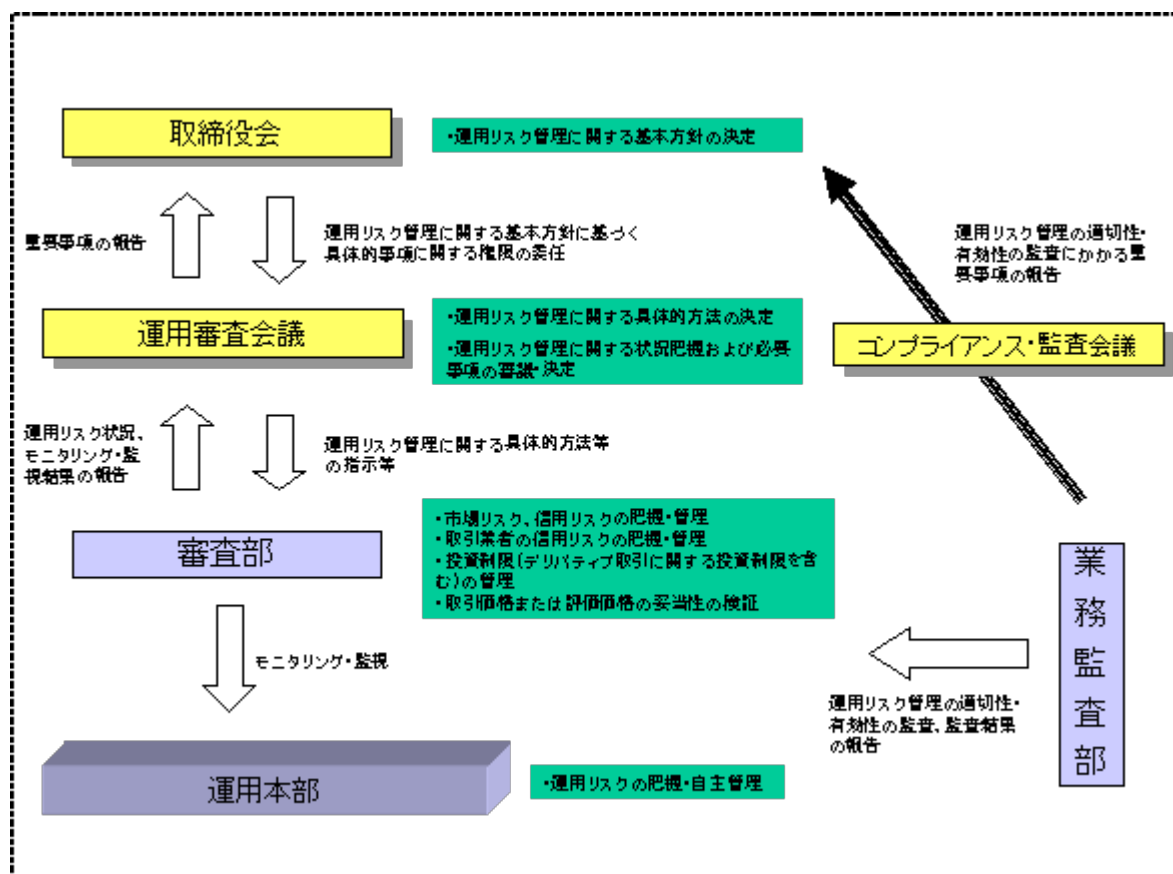 取締役会
・運用リスク管理に関する基本方針の決定
重要事項の報告
運用リスク管理に関する基本方針に基づく
具体的事項に関する権限の委任
運用リスク管理の適切性・
有効性の監査にかかる重
要事項の報告
運用審査会議
・運用リスク管理に関する具体的方法の決定
・運用リスク管理に関する状況把握および必要
事項の審議・決定
コンプライアンス・監査会議
運用リスク状況、
モニタリング・監
視結果の報告
運用リスク管理に関する具体的方法等
の指示等
審査部
・市場リスク、信用リスクの把握・管理
・取引業者の信用リスクの把握・管理
・投資制限(デリバティブ取引に関する投資制限を含
む)の管理
・取引価格または評価価格の妥当性の検証
業務監査部
モニタリング・監視
運用リスク管理の適切性・
有効性の監査、監査結果
の報告
運用本部
・運用リスクの把握・自主管理